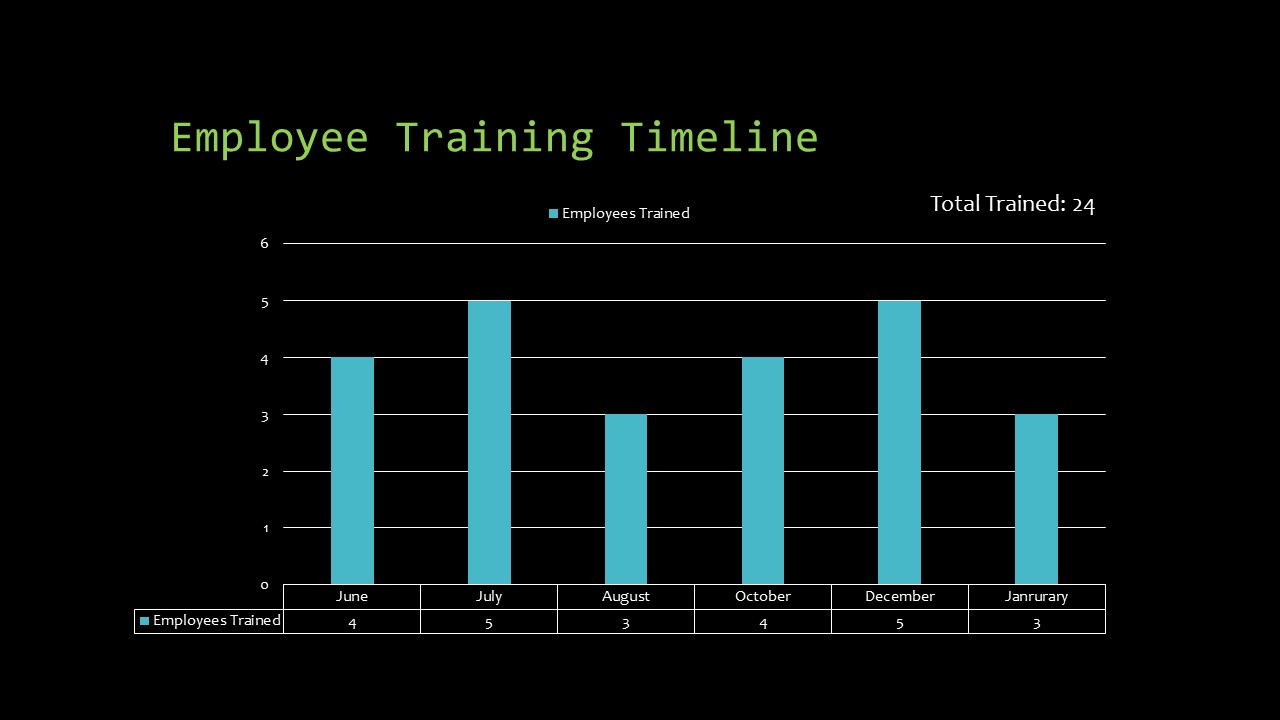 Employee Training Timeline
Total Trained: 24
Employees Trained
6
5
4
3
2
1
0
June July August October December Janrurary
Employees Trained 4 5 3 4 5 3